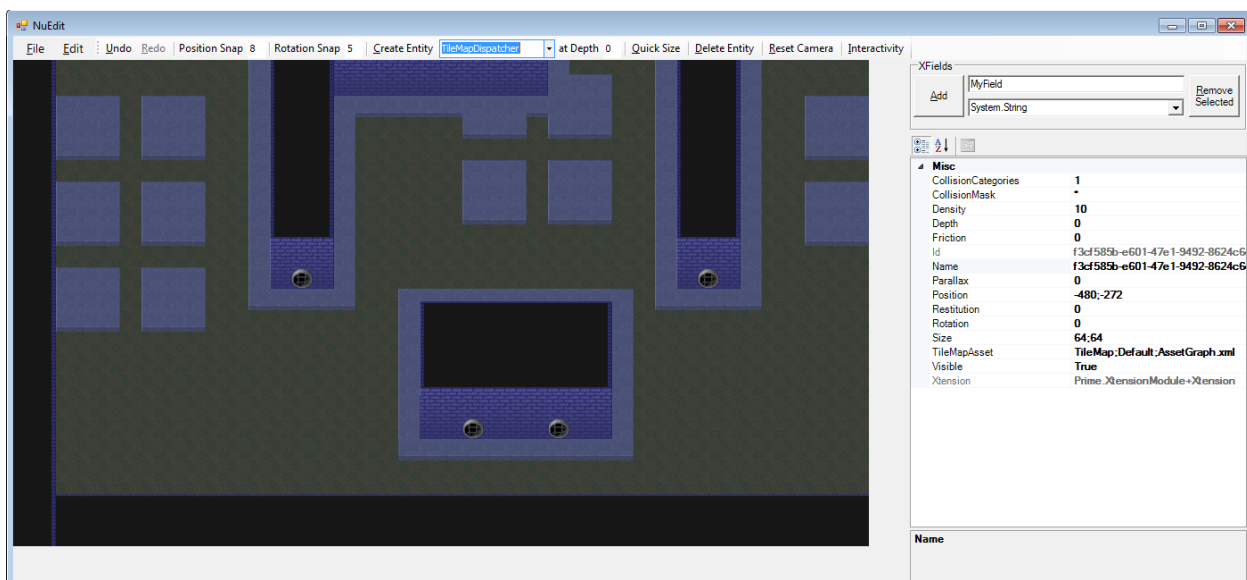 NuEdit
File Edit Undo Redo Position Snap 8 Rotation Snap 5 Create Entity TileMapDispatcher at Depth 0 Quick Size Delete Entity Reset Camera Interactivity
XFields
Add MyField Remove Selected
System.String
Misc
CollisionCategories 1
CollisionMask *
Density 10
Depth 0
Friction 0
Id f3cf585b-e601-47e1-9492-8624c6
Name f3cf585b-e601-47e1-9492-8624c6
Parallax 0
Position -480;-272
Restitution 0
Rotation 0
Size 64;64
TileMapAsset TileMap;Default;AssetGraph.xml
Visible True
Xtension Prime.XtensionModule+Xtension
Name